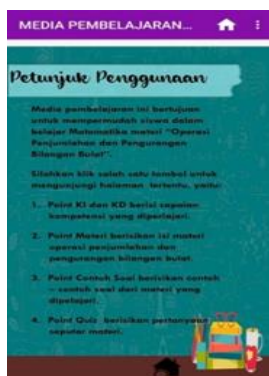 MEDIA PEMBELAJARAN...
Petunjuk Penggunaan
Media pembelajaran ini bertujuan
untuk mempermudah siswa dalam
belajar Matematika materi "Operasi
Penjumlahan dan Pengurangan
Bilangan Bulat".
Silahkan klik salah satu tombol untuk
mengunjungi halaman tertentu, yaitu:
1. Point KI dan KD berisi capaian
kompetensi yang dipelajari.
2. Point Materi berisikan isi materi
operasi penjumlahan dan
pengurangan bilangan bulat.
3. Point Contoh Soal berisikan contoh
– contoh soal dari materi yang
dipelajari.
4. Point Quiz berisikan pertanyaan
seputar materi.